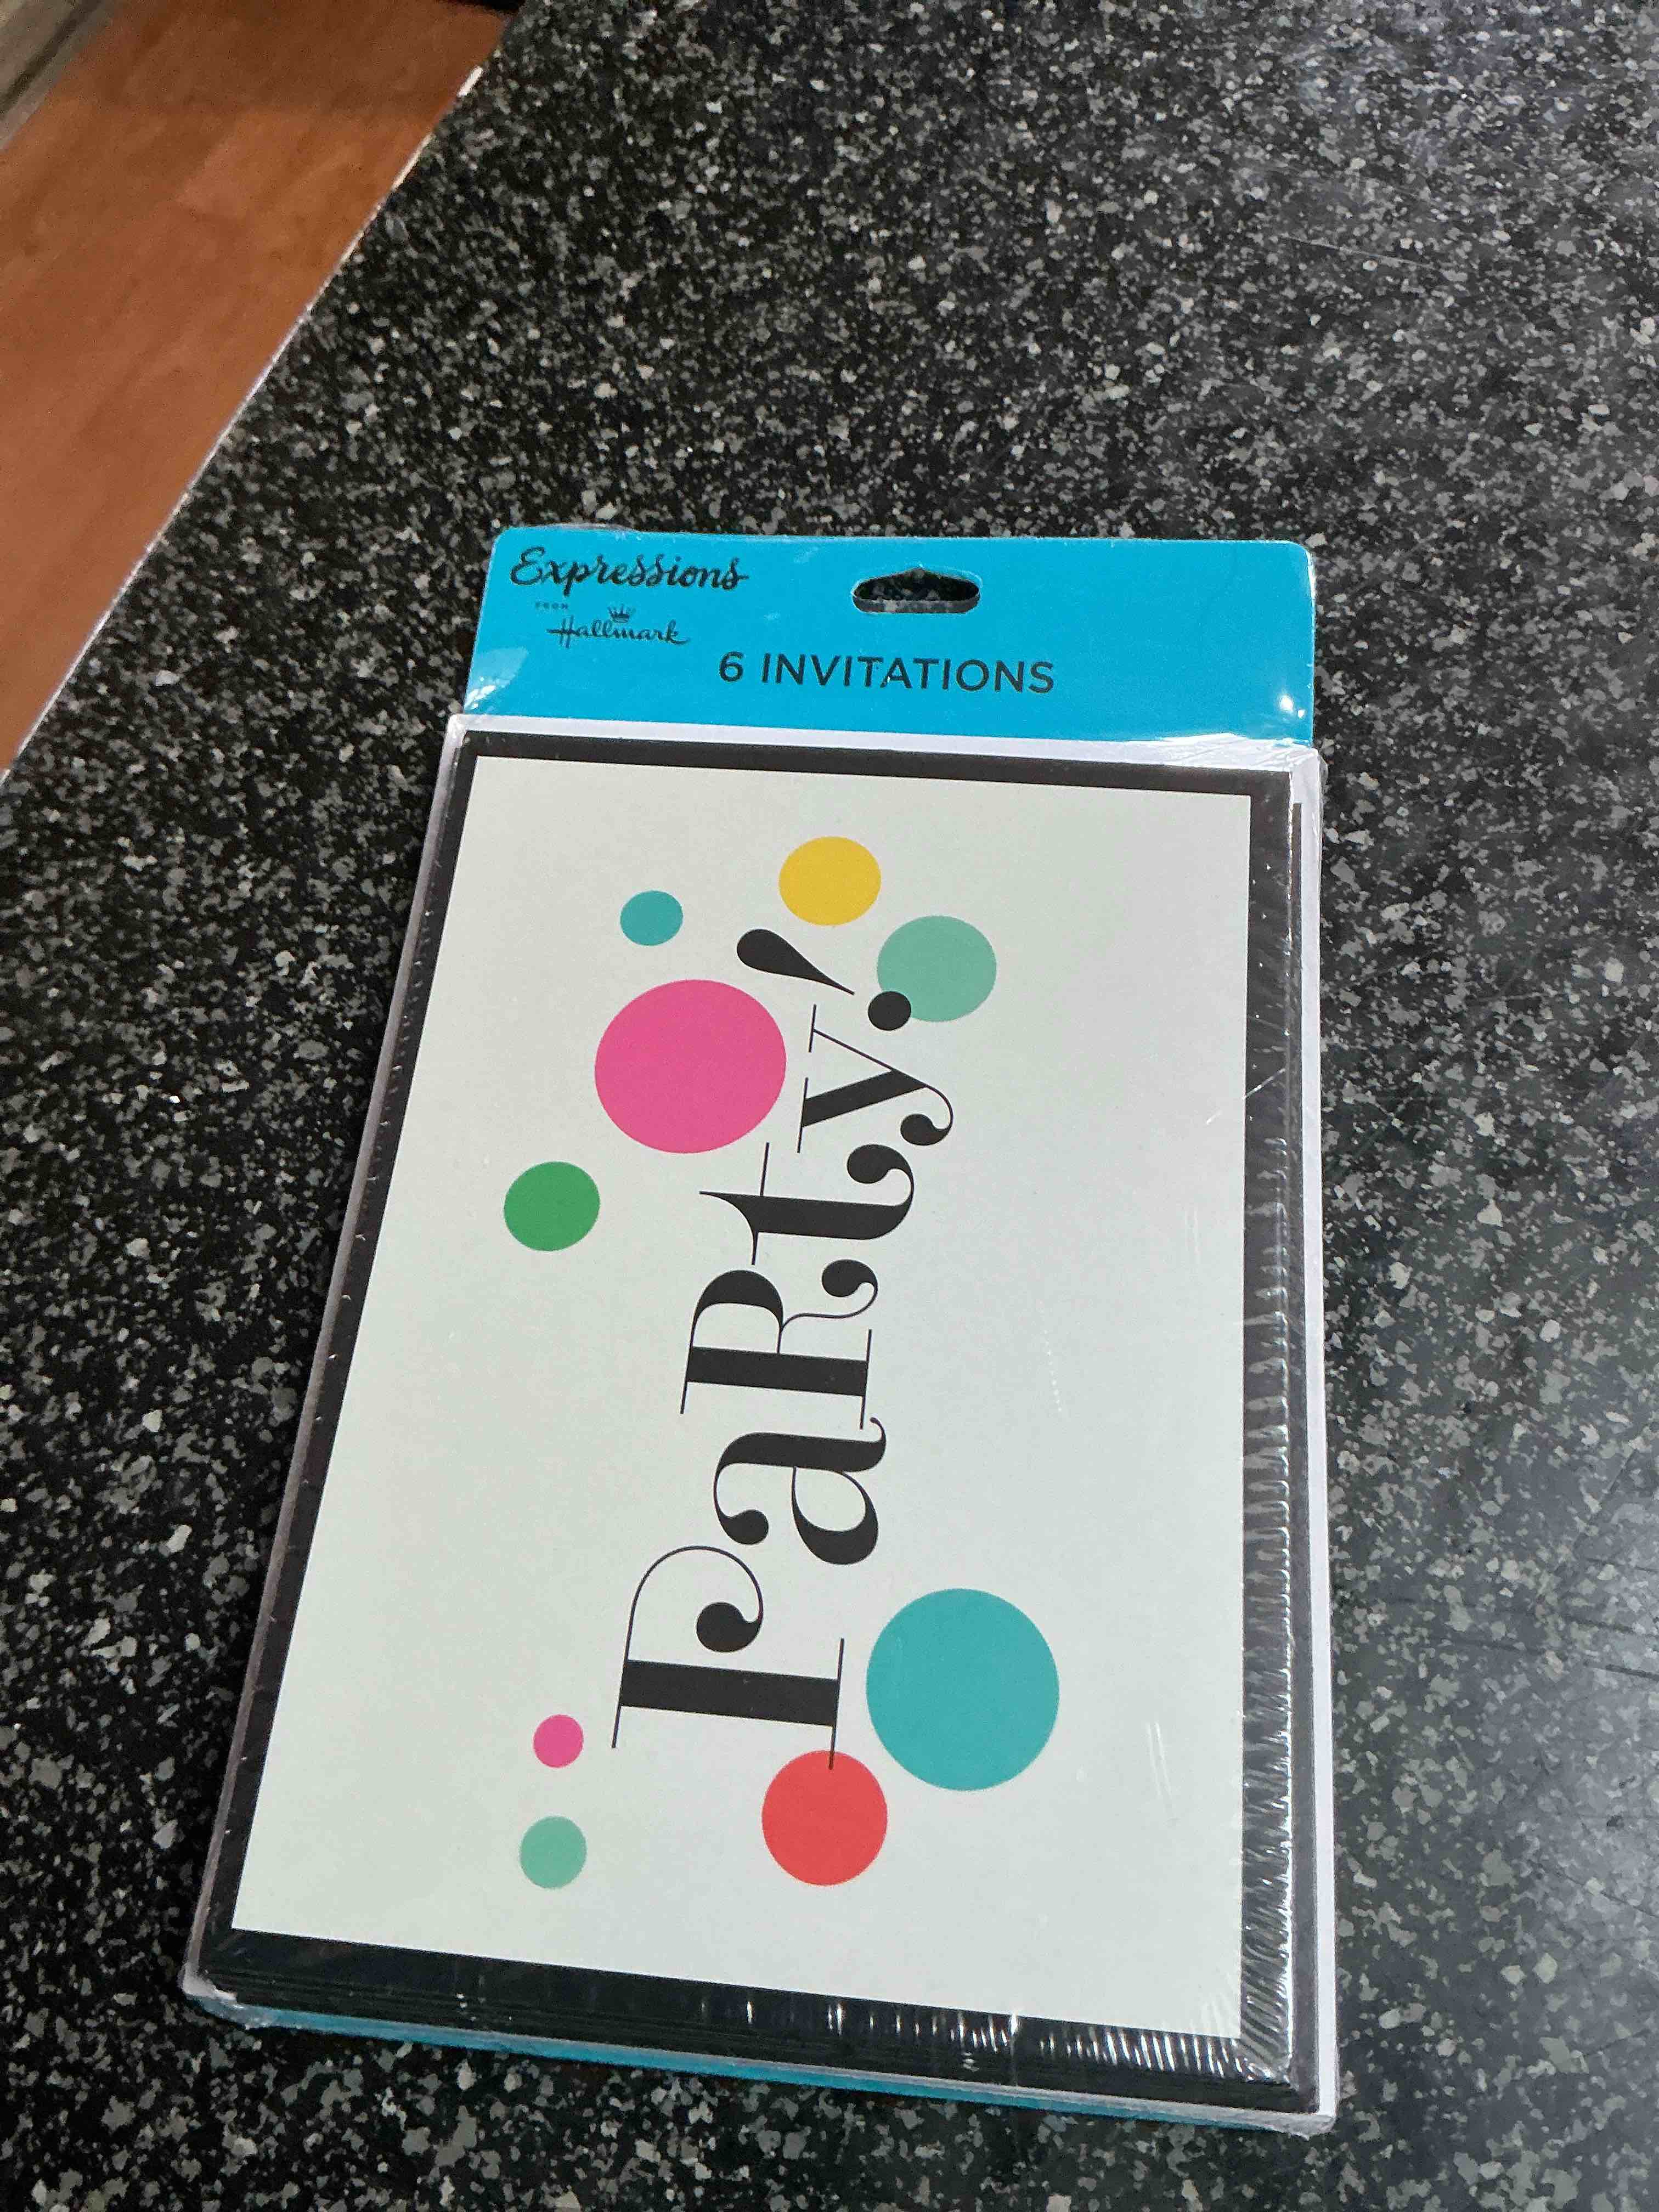 Expressions
FROM
Hallmark
6 INVITATIONS
PaRty!